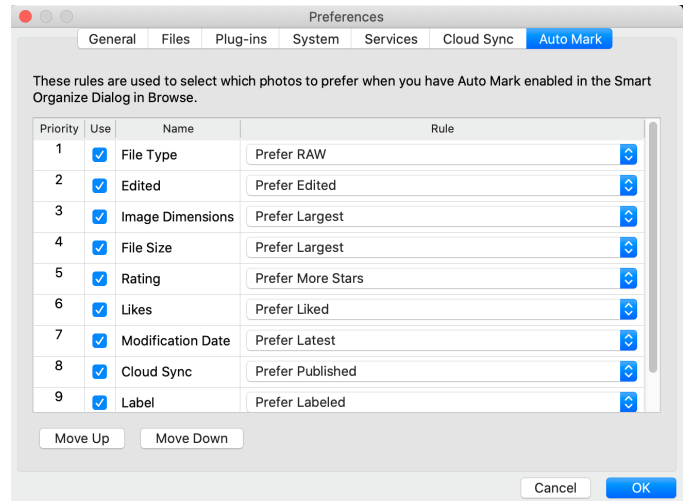 Preferences
General Files Plug-ins System Services Cloud Sync Auto Mark
These rules are used to select which photos to prefer when you have Auto Mark enabled in the Smart
Organize Dialog in Browse.
Priority Use Name Rule
1 File Type Prefer RAW
2 Edited Prefer Edited
3 Image Dimensions Prefer Largest
4 File Size Prefer Largest
5 Rating Prefer More Stars
6 Likes Prefer Liked
7 Modification Date Prefer Latest
8 Cloud Sync Prefer Published
9 Label Prefer Labeled
Move Up Move Down
Cancel OK